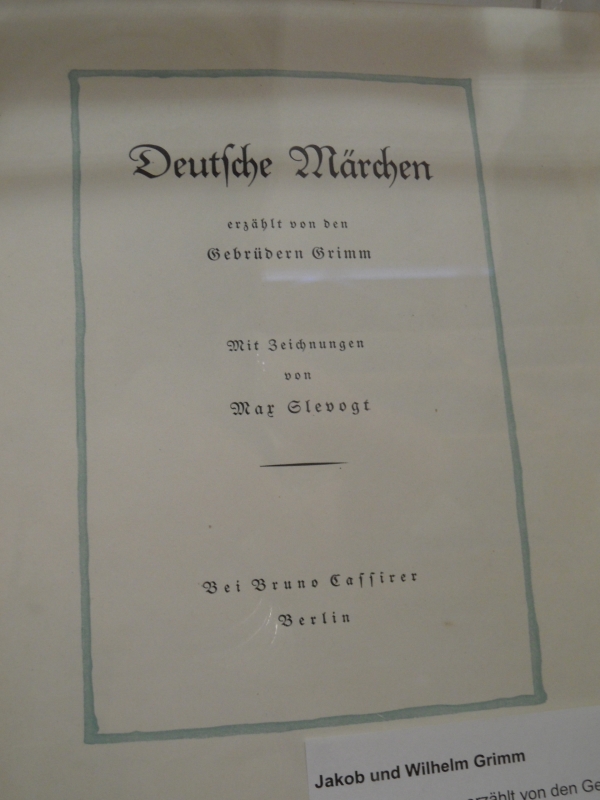 Deutſche Märchen
erzählt von den
Gebrüdern Grimm
Mit Zeichnungen
von
Max Slevogt
Bei Bruno Caſſirer
Berlin
Jakob und Wilhelm Grimm
erzählt von den